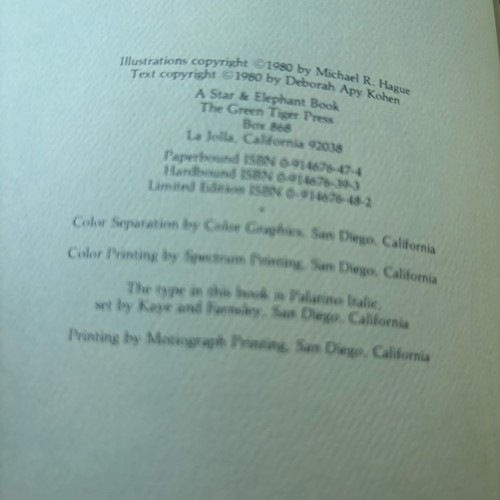 Illustrations copyright ©1980 by Michael R. Hague
Text copyright ©1980 by Deborah Apy Kohen
A Star & Elephant Book
The Green Tiger Press
Box 868
La Jolla, California 92038
Paperbound ISBN 0-914676-47-4
Hardbound ISBN 0-914676-39-3
Limited Edition ISBN 0-914676-48-2
Color Separation by Color Graphics, San Diego, California
Color Printing by Spectrum Printing, San Diego, California
The type in this book is Palatino Italic,
set by Kaye and San Diego, California
Printing by Motiograph Printing, San Diego, California